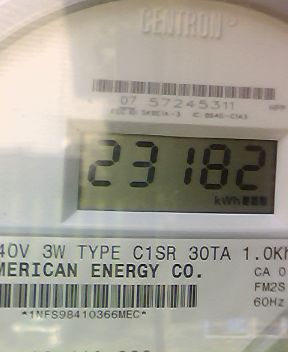 CENTRON
07 57245311
23182
kWh
40V 3W TYPE C1SR 30TA 1.0Kh
MERICAN ENERGY CO.
CA 0
FM2S
60Hz
*1NFS98410366MEC*